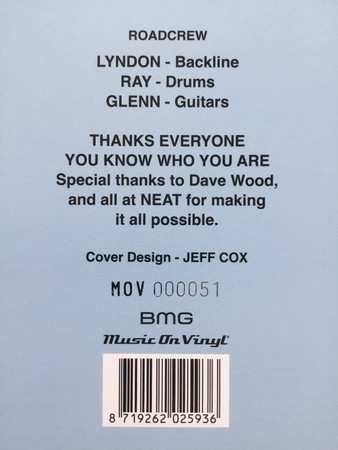 ROADCREW
LYNDON - Backline
RAY - Drums
GLENN - Guitars
THANKS EVERYONE
YOU KNOW WHO YOU ARE
Special thanks to Dave Wood,
and all at NEAT for making
it all possible.
Cover Design - JEFF COX
MOV 000051
BMG
Music On Vinyl
8 719262 025936